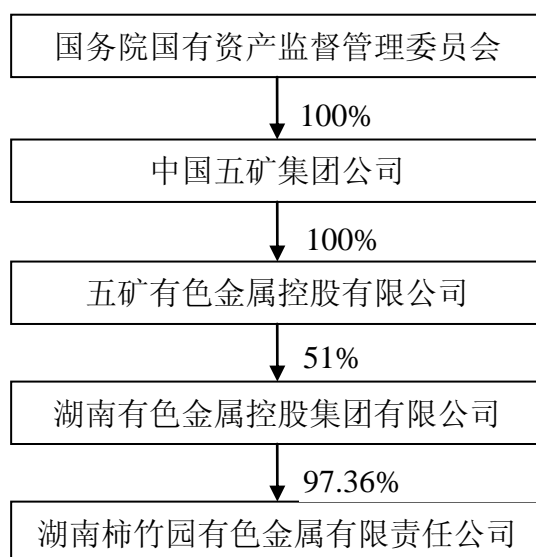 国务院国有资产监督管理委员会
100%
中国五矿集团公司
100%
五矿有色金属控股有限公司
51%
湖南有色金属控股集团有限公司
97.36%
湖南柿竹园有色金属有限责任公司